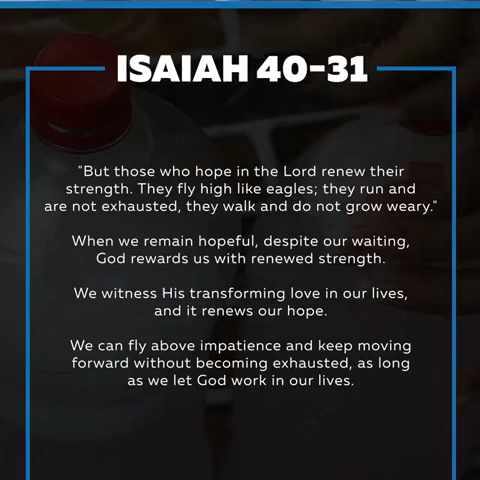 ISAIAH 40-31
"But those who hope in the Lord renew their
strength. They fly high like eagles; they run and
are not exhausted, they walk and do not grow weary."
When we remain hopeful, despite our waiting,
God rewards us with renewed strength.
We witness His transforming love in our lives,
and it renews our hope.
We can fly above impatience and keep moving
forward without becoming exhausted, as long
as we let God work in our lives.